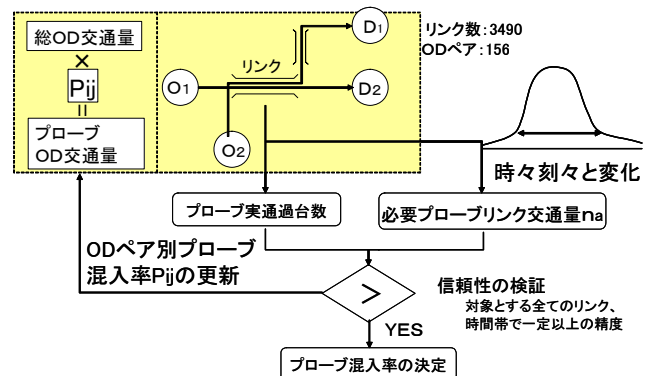 総OD交通量
×
Pij
=
プローブ
OD交通量
リンク
O1
O2
D1
D2
リンク数:3490
ODペア:156
時々刻々と変化
プローブ実通過台数
必要プローブリンク交通量na
ODペア別プローブ
混入率Pijの更新
>
信頼性の検証
対象とする全てのリンク、
時間帯で一定以上の精度
YES
プローブ混入率の決定